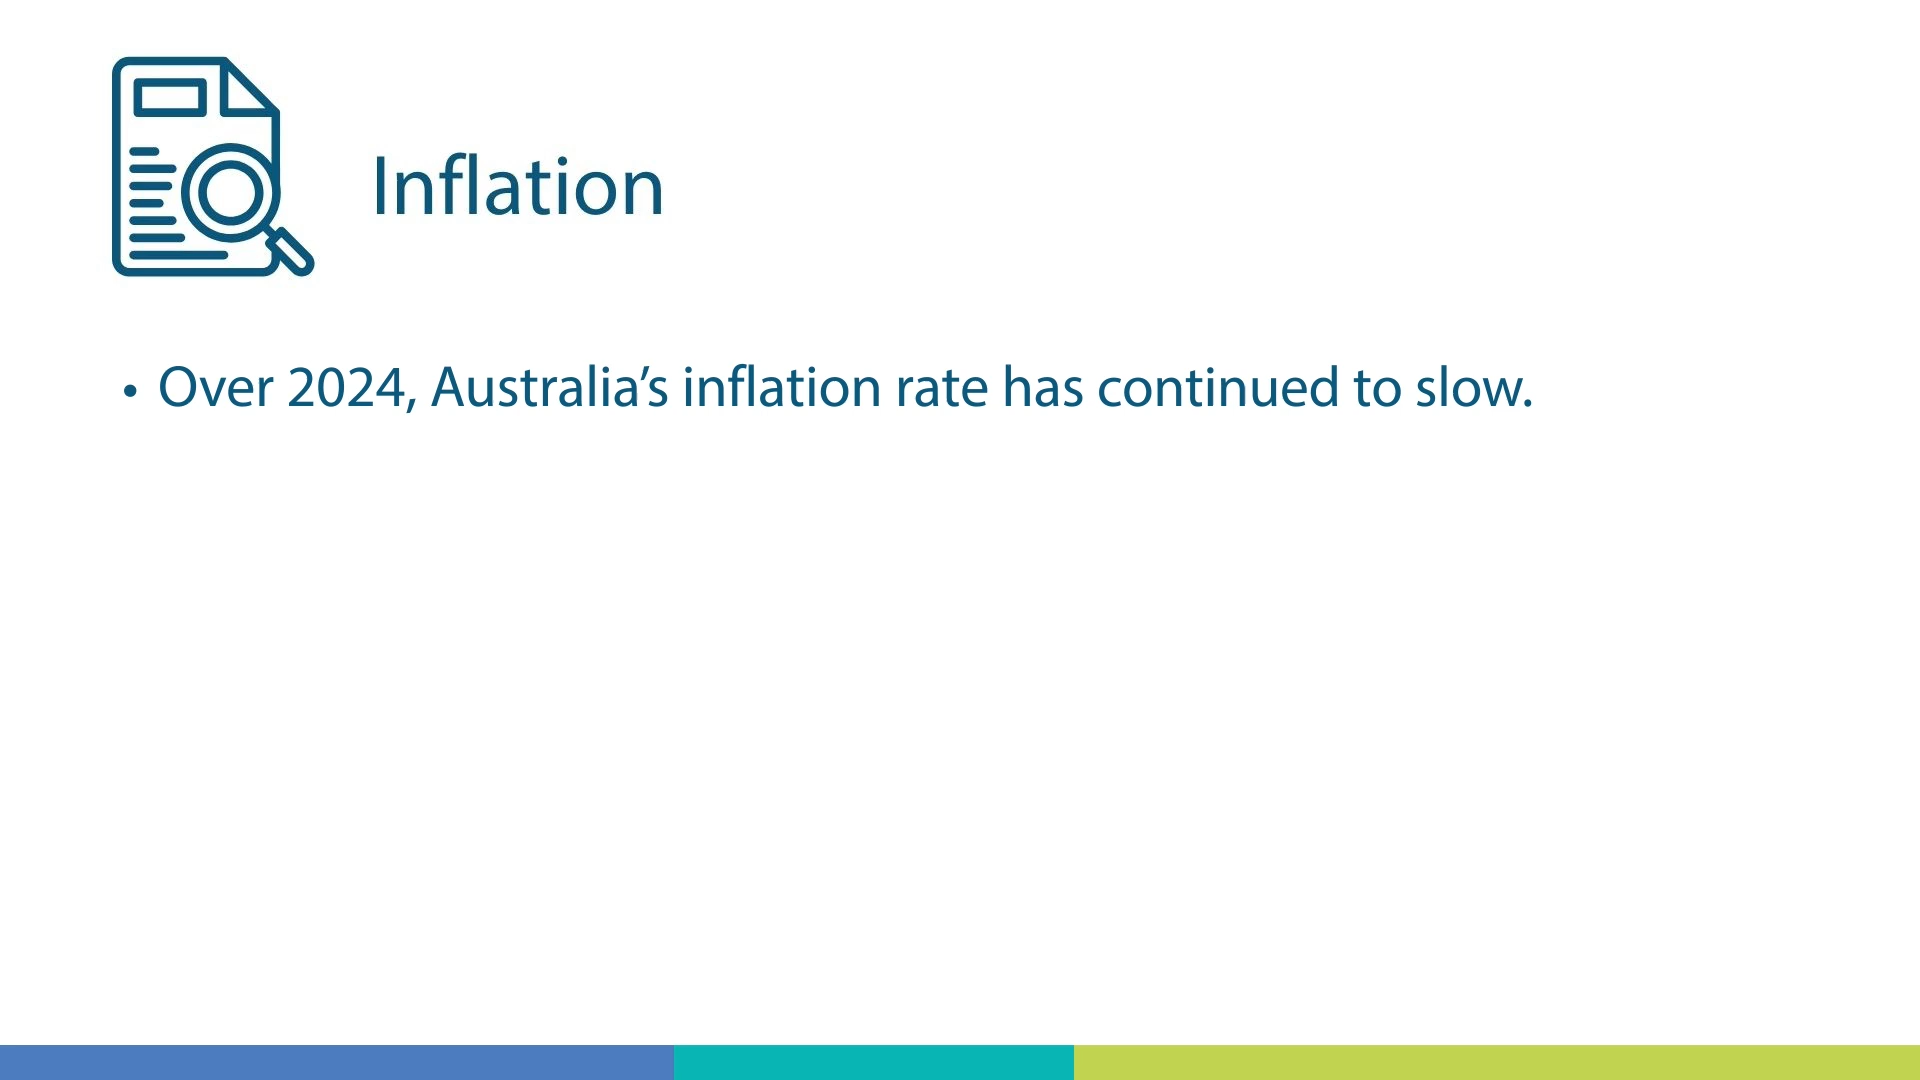 Inflation
• Over 2024, Australia’s inflation rate has continued to slow.